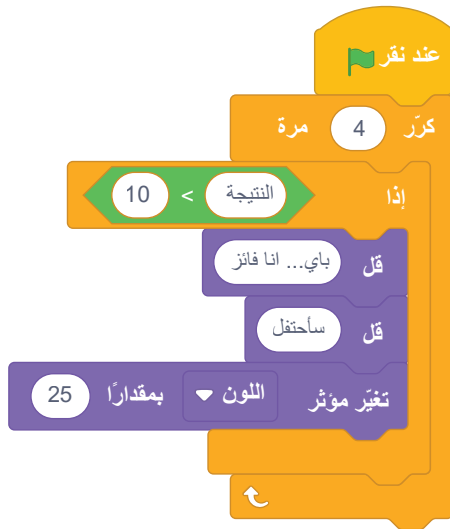 عند نقر
كرّر 4 مرة
إذا النتيجة > 10
قل باي... انا فائز
قل سأحتفل
تغيّر مؤثر اللون بمقدارًا 25